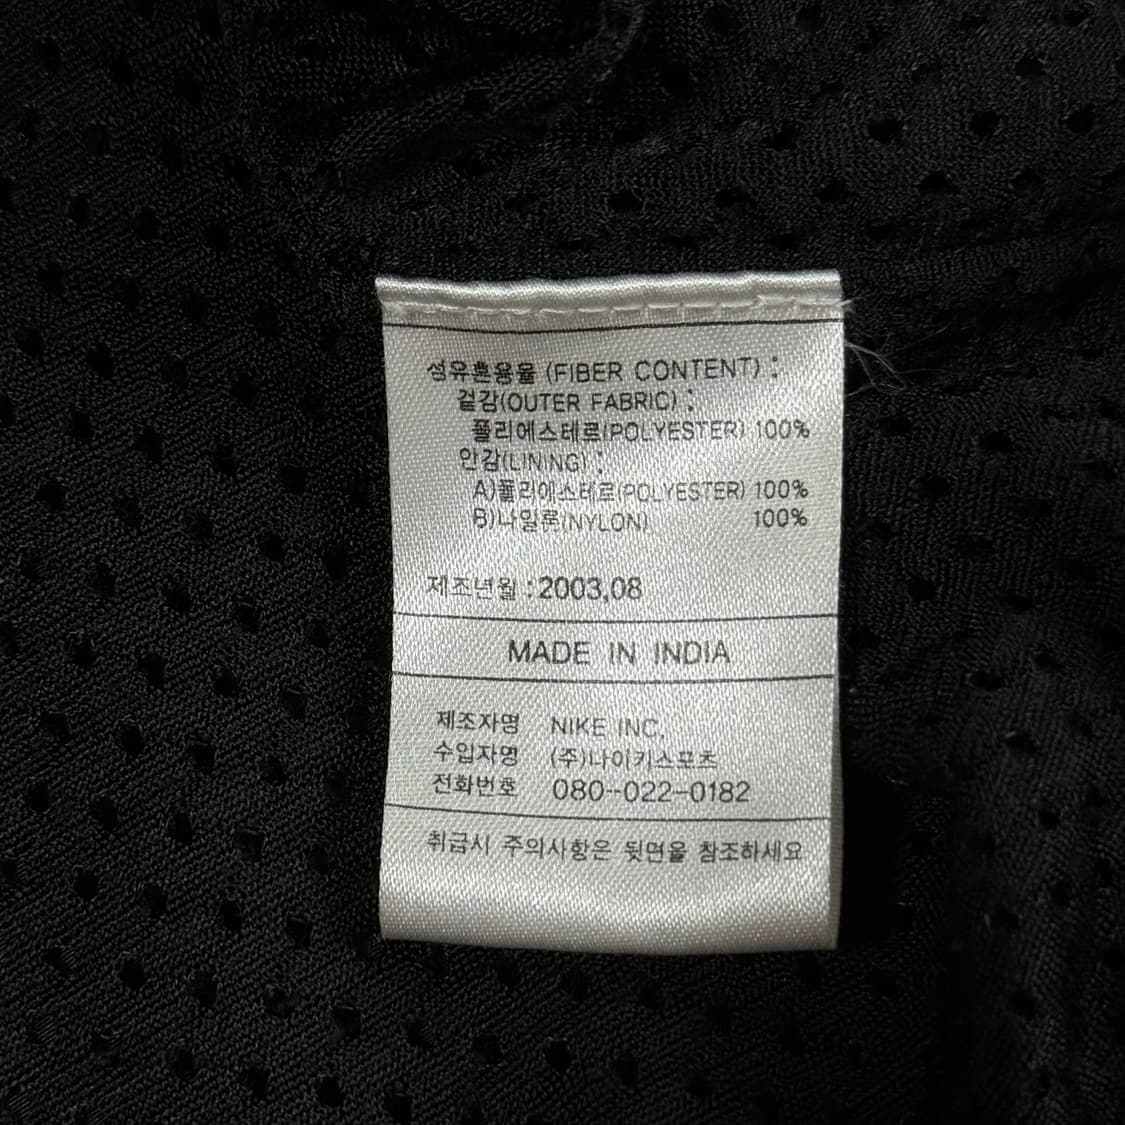 섬유혼용율 (FIBER CONTENT) :
겉감(OUTER FABRIC) :
폴리에스테르(POLYESTER) 100%
안감(LINING) :
A)폴리에스테르(POLYESTER) 100%
B)나일론(NYLON) 100%
제조년월 : 2003,08
MADE IN INDIA
제조자명 NIKE INC.
수입자명 (주)나이키스포츠
전화번호 080-022-0182
취급시 주의사항은 뒷면을 참조하세요